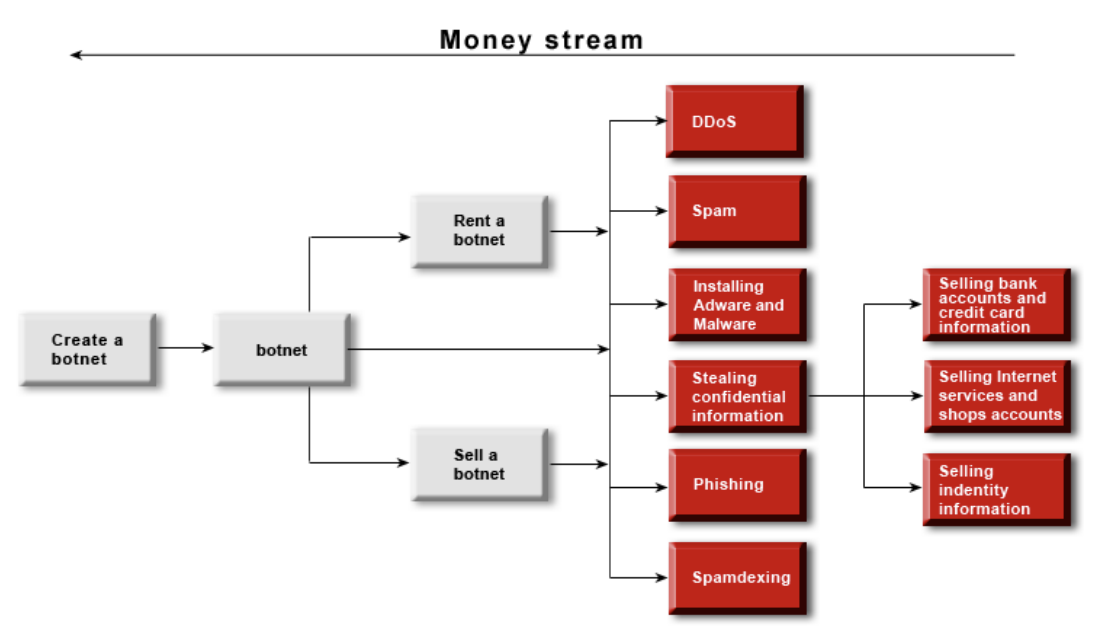 Money stream
DDoS
Spam
Rent a
botnet
Installing
Adware and
Malware
Selling bank
accounts and
credit card
information
Create a
botnet
botnet
Stealing
confidential
information
Selling Internet
services and
shops accounts
Sell a
botnet
Phishing
Selling
indentity
information
Spamdexing